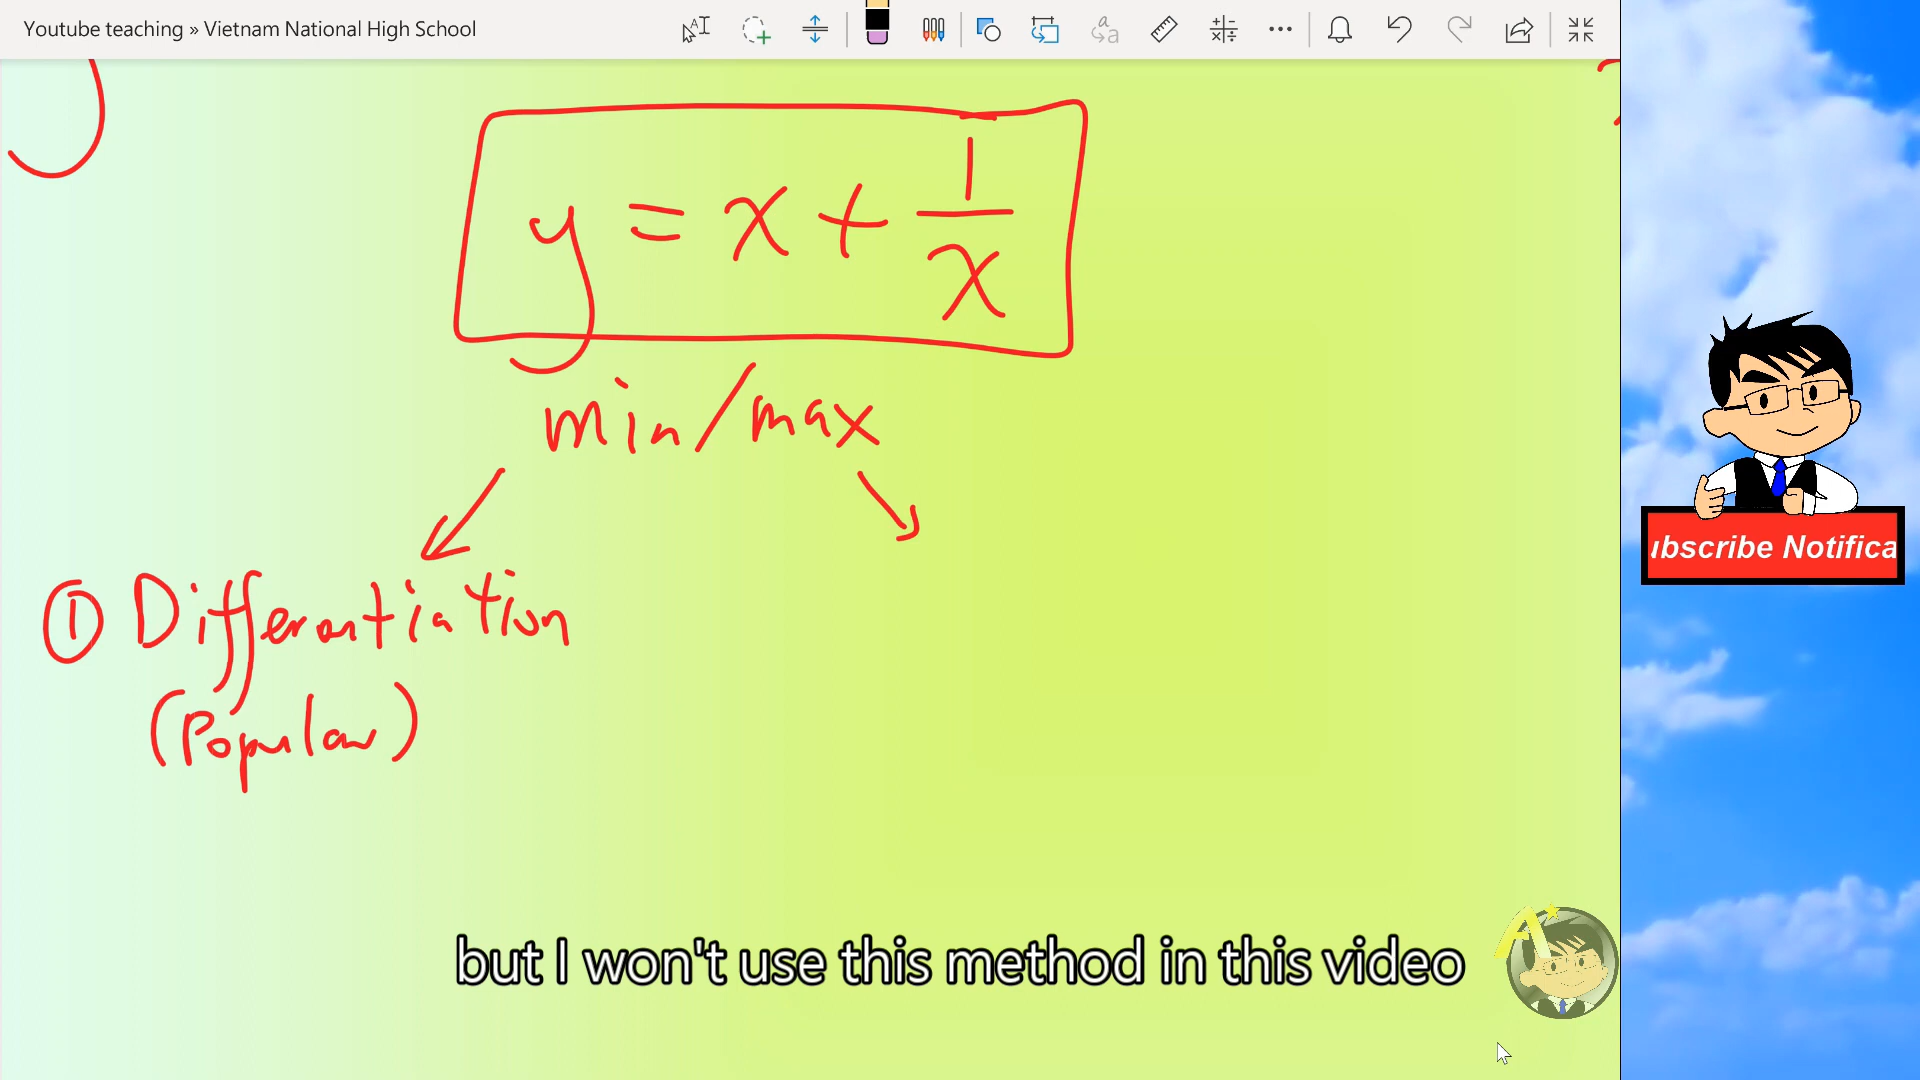 Youtube teaching » Vietnam National High School
y = x + 1/x
min/max
① Differentiation
(Popular)
ubscribe Notifica
but I won't use this method in this video
A